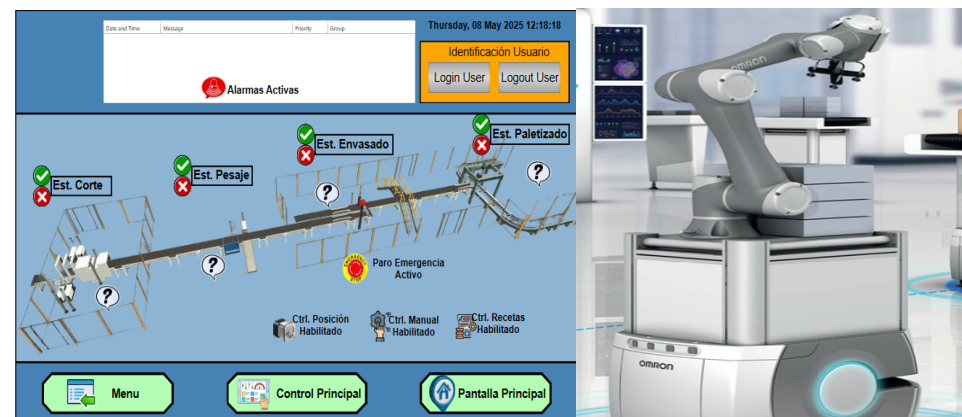 Date and Time Message Priority Group
Alarmas Activas
Thursday, 08 May 2025 12:18:18
Identificación Usuario
Login User Logout User
Est. Corte
Est. Pesaje
Est. Envasado
Est. Paletizado
?
?
?
?
Paro Emergencia
Activo
Ctrl. Posición
Habilitado
Ctrl. Manual
Habilitado
Ctrl. Recetas
Habilitado
Menu
Control Principal
Pantalla Principal
OMRON
OMRON